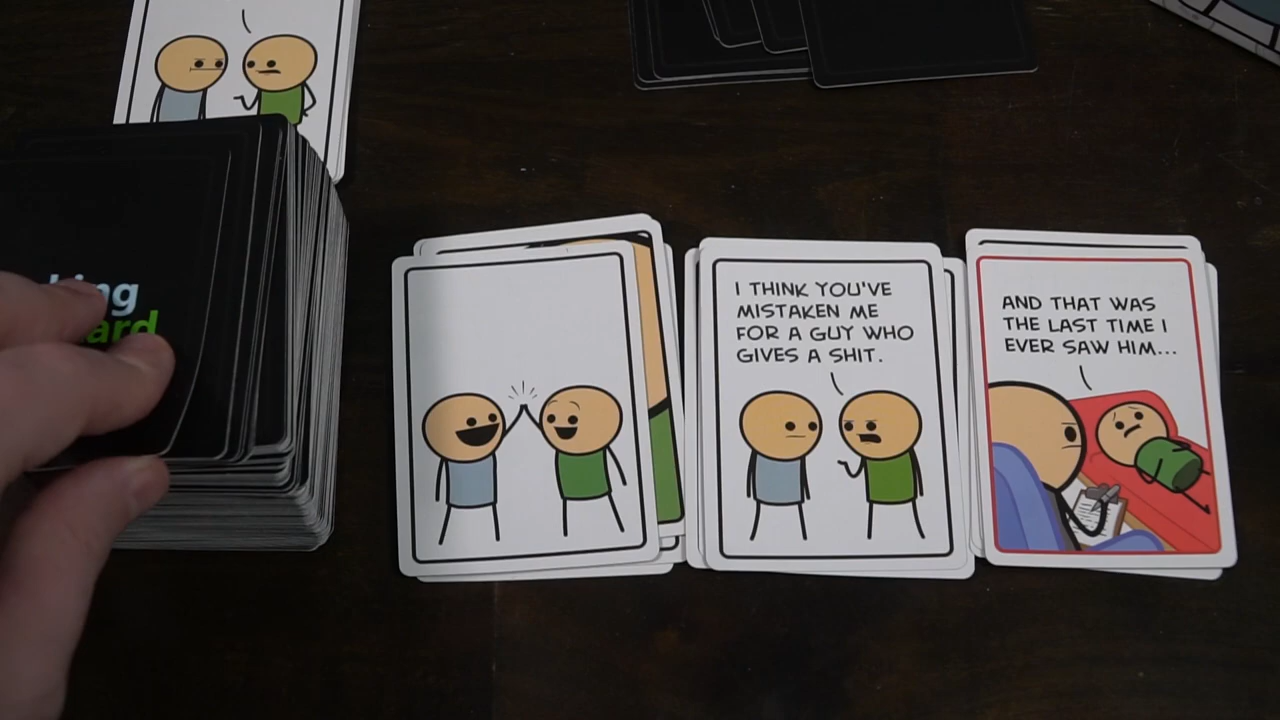 I THINK YOU'VE
MISTAKEN ME
FOR A GUY WHO
GIVES A SHIT.
AND THAT WAS
THE LAST TIME I
EVER SAW HIM...